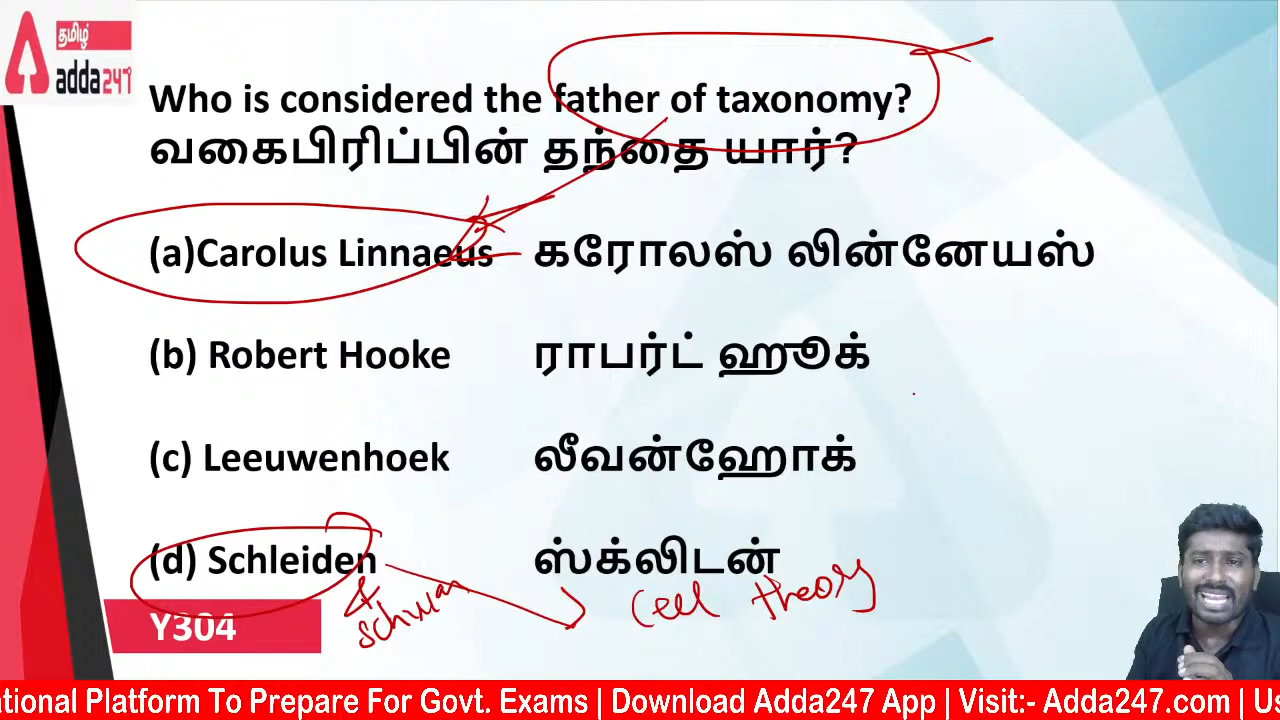 தமிழ்
adda247
Who is considered the father of taxonomy?
வகைபிரிப்பின் தந்தை யார்?
(a)Carolus Linnaeus கரோலஸ் லின்னேயஸ்
(b) Robert Hooke ராபர்ட் ஹூக்
(c) Leeuwenhoek லீவன்ஹோக்
(d) Schleiden ஸ்க்லிடன்
& schwan cell theory
Y304
ational Platform To Prepare For Govt. Exams | Download Adda247 App | Visit:- Adda247.com | Us